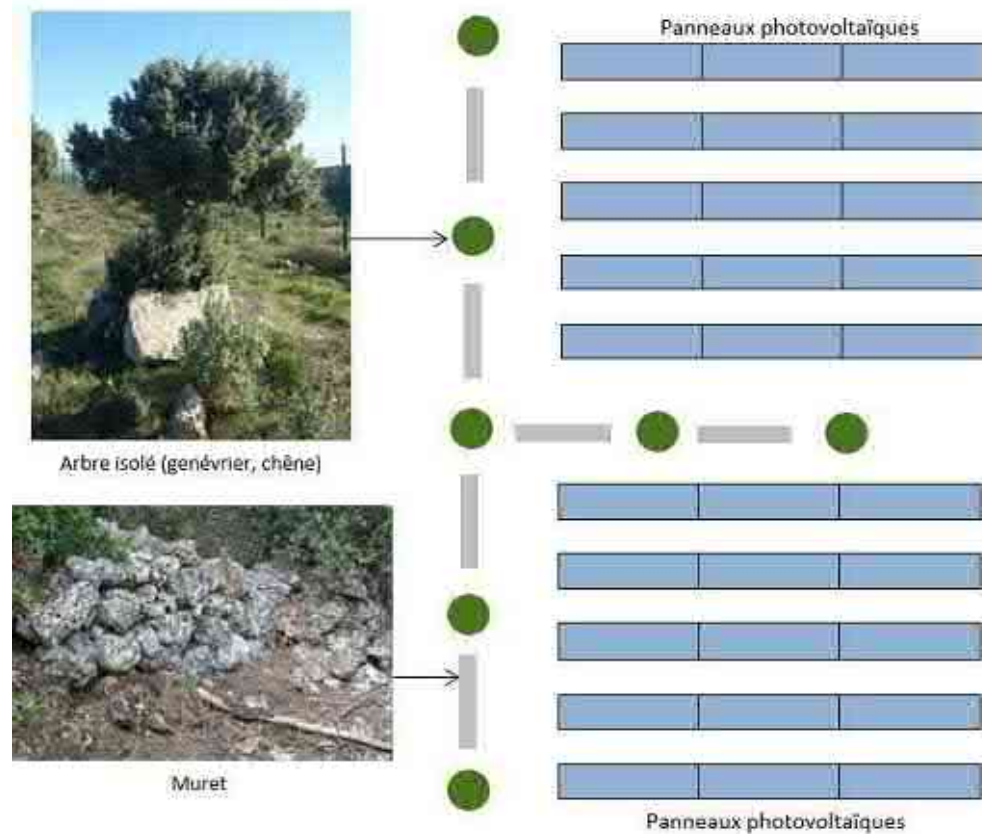 Panneaux photovoltaïques
Arbre isolé (genévrier, chêne)
Muret
Panneaux photovoltaïques